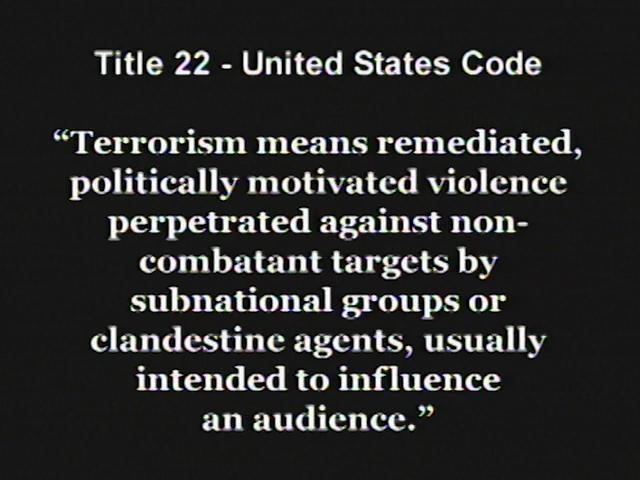 Title 22 - United States Code
“Terrorism means remediated,
politically motivated violence
perpetrated against non-
combatant targets by
subnational groups or
clandestine agents, usually
intended to influence
an audience.”